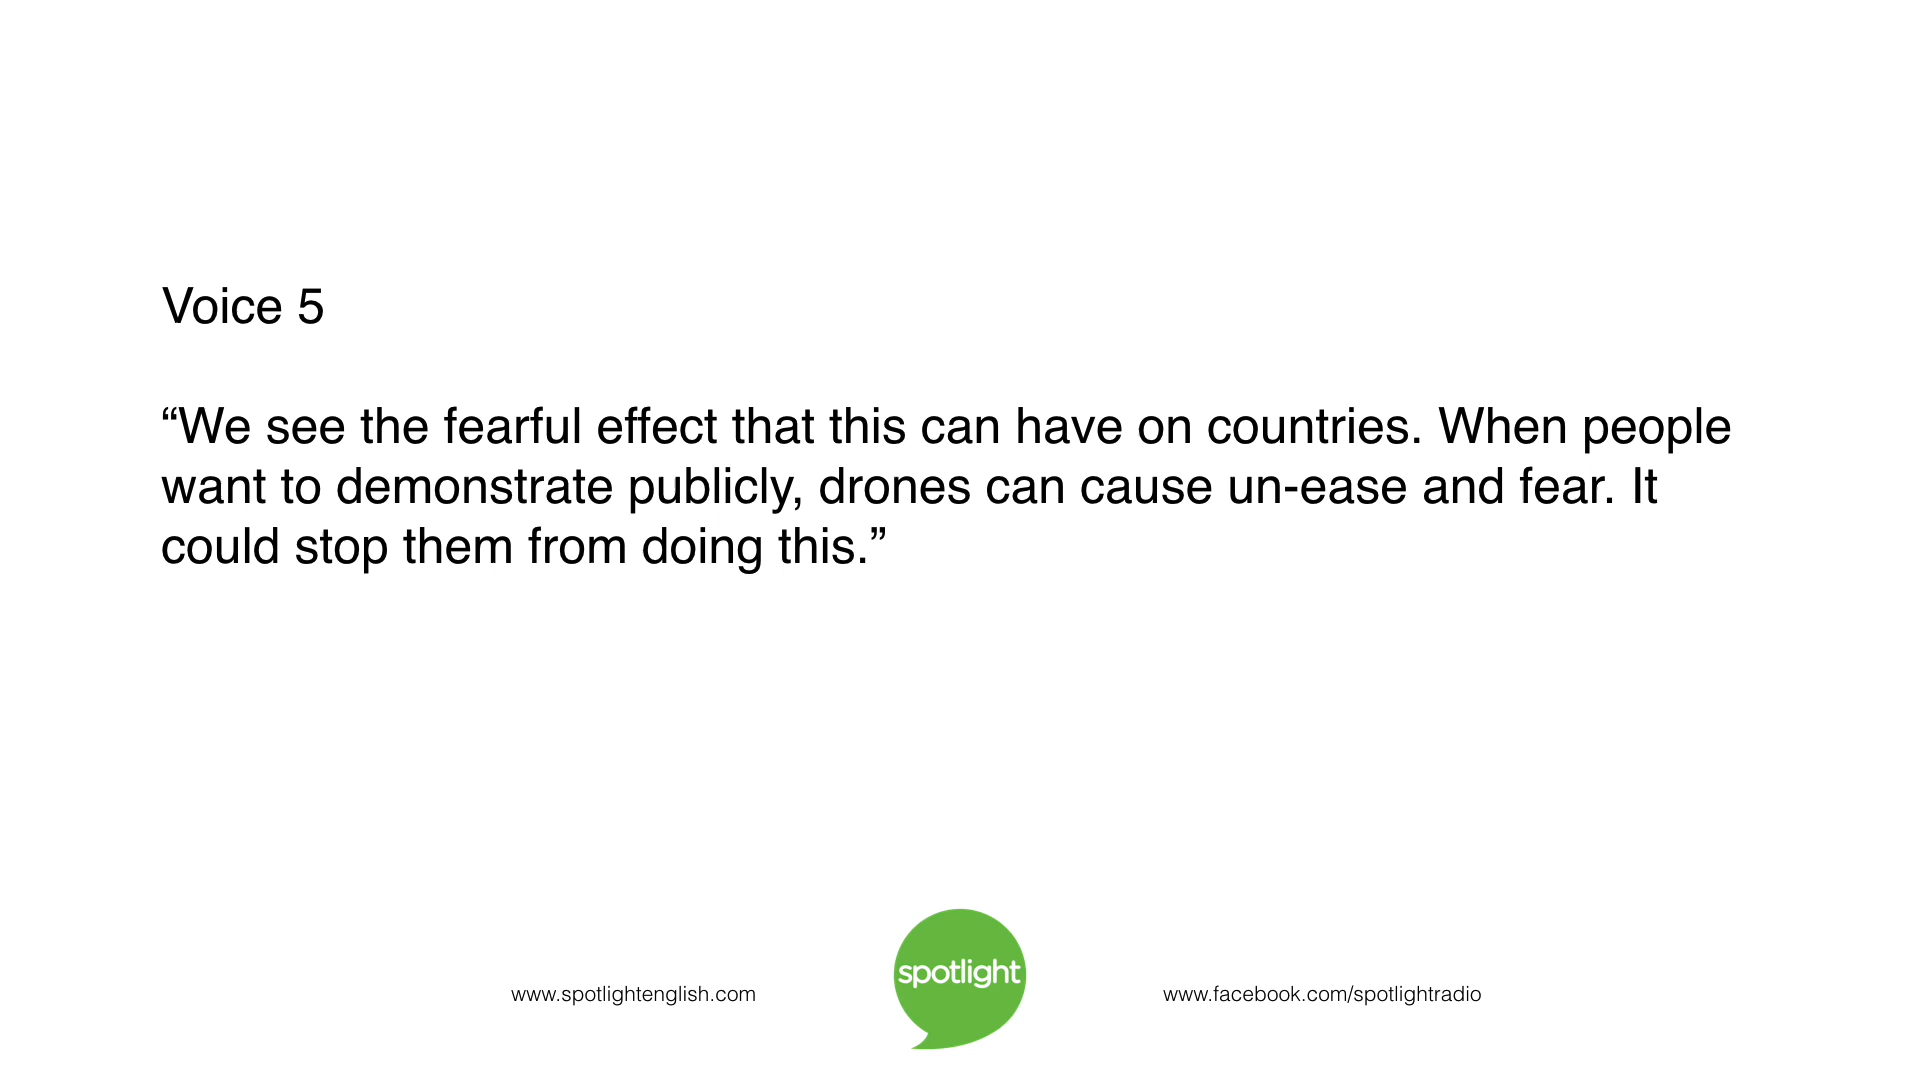 Voice 5
“We see the fearful effect that this can have on countries. When people
want to demonstrate publicly, drones can cause un-ease and fear. It
could stop them from doing this.”
spotlight
www.spotlightenglish.com
www.facebook.com/spotlightradio